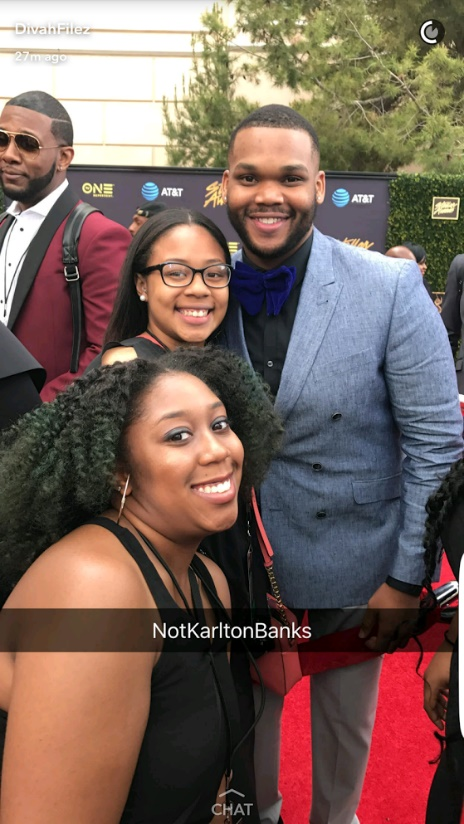 DivahFilez
27m ago
ONE
AT&T
AT&T
NotKarltonBanks
CHAT